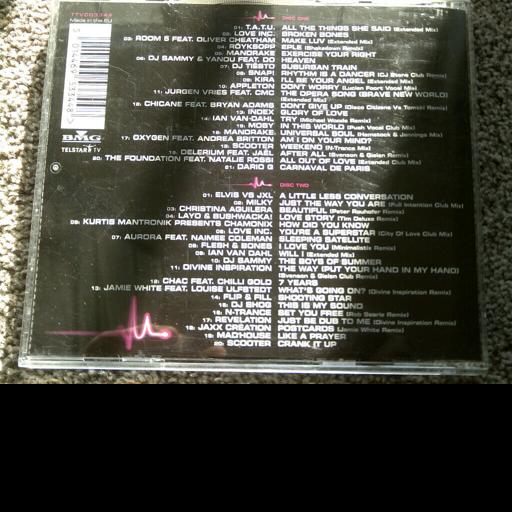 TTVCD3144
Made in the EU
DISC ONE
01. T.A.T.U. ALL THE THINGS SHE SAID (Extended Mix)
02. LOVE INC. BROKEN BONES
03. ROOM 5 FEAT. OLIVER CHEATHAM MAKE LUV (Extended Mix)
04. ROYKSOPP EPLE (Shakedown Remix)
05. MANDRAKE EXERCISE YOUR RIGHT
06. DJ SAMMY & YANOU FEAT. DO HEAVEN
07. DJ TIËSTO SUBURBAN TRAIN
08. SNAP! RHYTHM IS A DANCER (CJ Stone Club Remix)
09. KIRA I'LL BE YOUR ANGEL (Extended Mix)
10. APPLETON DON'T WORRY (Lucien Foort Vocal Mix)
11. JURGEN VRIES FEAT. CMC THE OPERA SONG (BRAVE NEW WORLD)
(Extended Mix)
12. CHICANE FEAT. BRYAN ADAMS DON'T GIVE UP (Disco Citizens Vs Tomski Remix)
13. INDEX GLORY OF LOVE
14. IAN VAN-DAHL TRY (Michael Woods Remix)
15. MOBY IN THIS WORLD (Push Vocal Club Mix)
16. MANDRAKE UNIVERSAL SOUL (Hemstock & Jennings Mix)
17. OXYGEN FEAT. ANDREA BRITTON AM I ON YOUR MIND?
18. SCOOTER WEEKEND (N-Trance Mix)
19. DELERIUM FEAT. JAËL AFTER ALL (Svenson & Gielen Remix)
20. THE FOUNDATION FEAT. NATALIE ROSSI ALL OUT OF LOVE (Extended Club Mix)
21. DARIO G CARNAVAL DE PARIS
BMG
TELSTAR TV
DISC TWO
01. ELVIS VS JXL A LITTLE LESS CONVERSATION
02. MILKY JUST THE WAY YOU ARE (Full Intention Club Mix)
03. CHRISTINA AGUILERA BEAUTIFUL (Peter Rauhofer Remix)
04. LAYO & BUSHWACKA! LOVE STORY (Tim Deluxe Remix)
05. KURTIS MANTRONIK PRESENTS CHAMONIX HOW DID YOU KNOW
06. LOVE INC. YOU'RE A SUPERSTAR (City Of Love Club Mix)
07. AURORA FEAT. NAIMEE COLEMAN SLEEPING SATELLITE
08. FLESH & BONES I LOVE YOU (Minimalistix Remix)
09. IAN VAN DAHL WILL I (Extended Mix)
10. DJ SAMMY THE BOYS OF SUMMER
11. DIVINE INSPIRATION THE WAY (PUT YOUR HAND IN MY HAND)
(Svenson & Gielen Club Remix)
12. CHAC FEAT. CHILLI GOLD 7 YEARS
13. JAMIE WHITE FEAT. LOUISE ULFSTEDT WHAT'S GOING ON? (Divine Inspiration Remix)
14. FLIP & FILL SHOOTING STAR
15. DJ SHOG THIS IS MY SOUND
16. N-TRANCE SET YOU FREE (Rob Searle Remix)
17. REVELATION JUST BE DUB TO ME (Divine Inspiration Remix)
18. JAXX CREATION POSTCARDS (Jamie White Remix)
19. MADHOUSE LIKE A PRAYER
20. SCOOTER CRANK IT UP